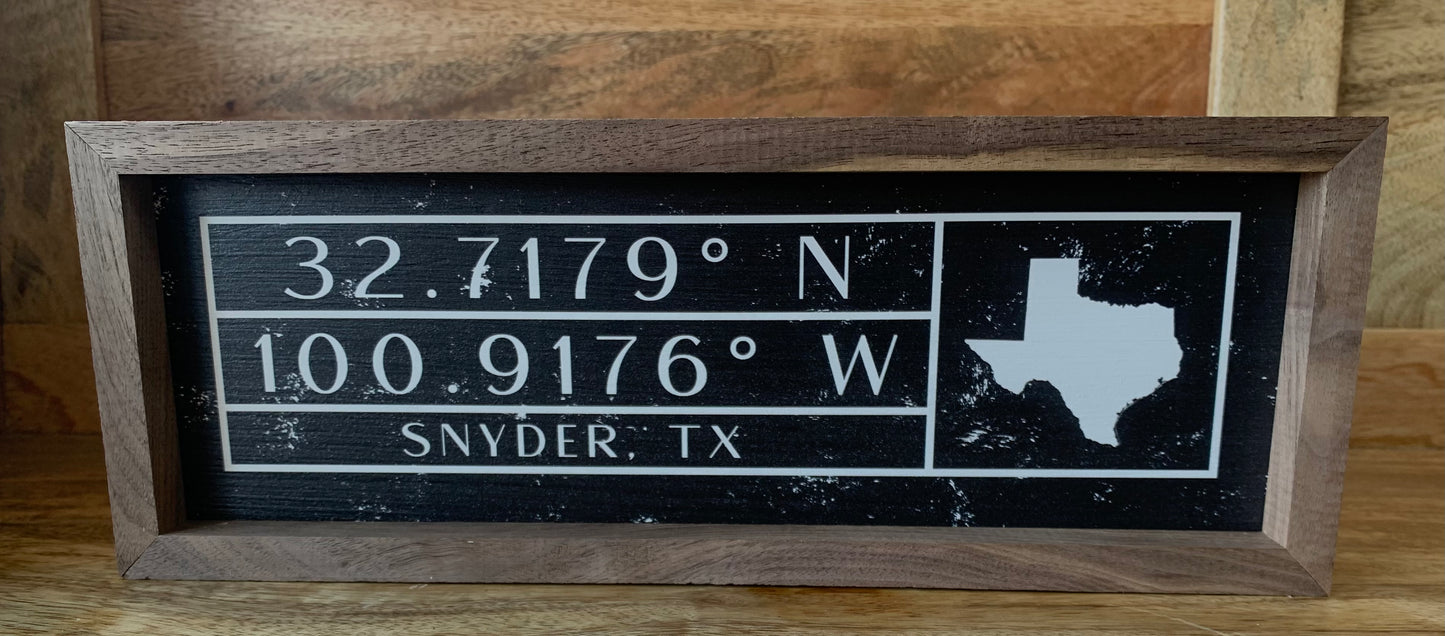 32.7179° N
100.9176° W
SNYDER, TX